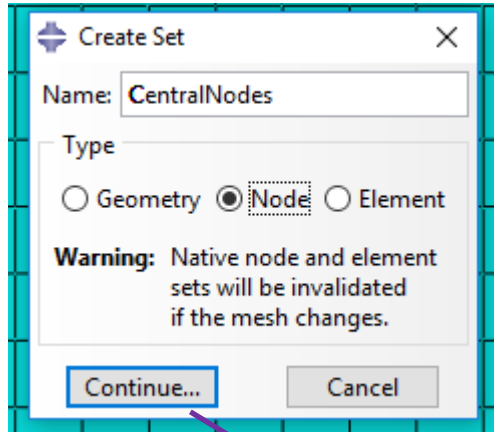 Create Set
Name: CentralNodes
Type
Geometry Node Element
Warning: Native node and element
sets will be invalidated
if the mesh changes.
Continue... Cancel